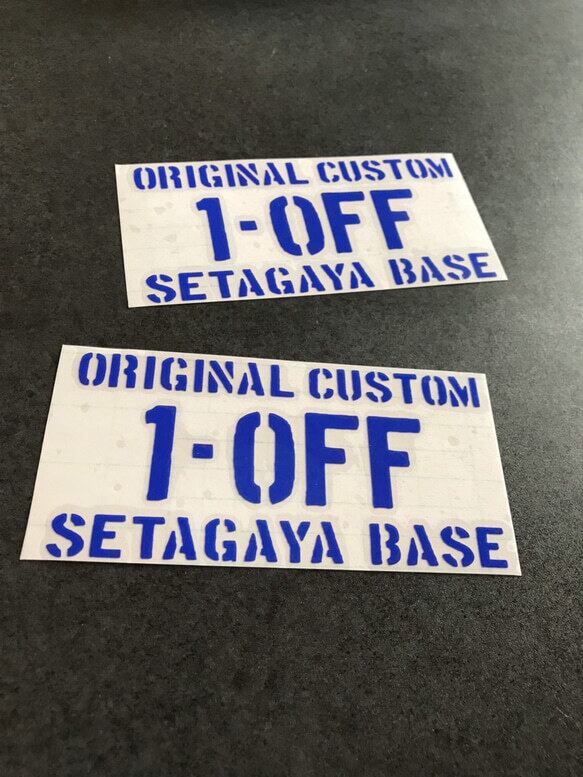 ORIGINAL CUSTOM
1-OFF
SETAGAYA BASE
ORIGINAL CUSTOM
1-OFF
SETAGAYA BASE